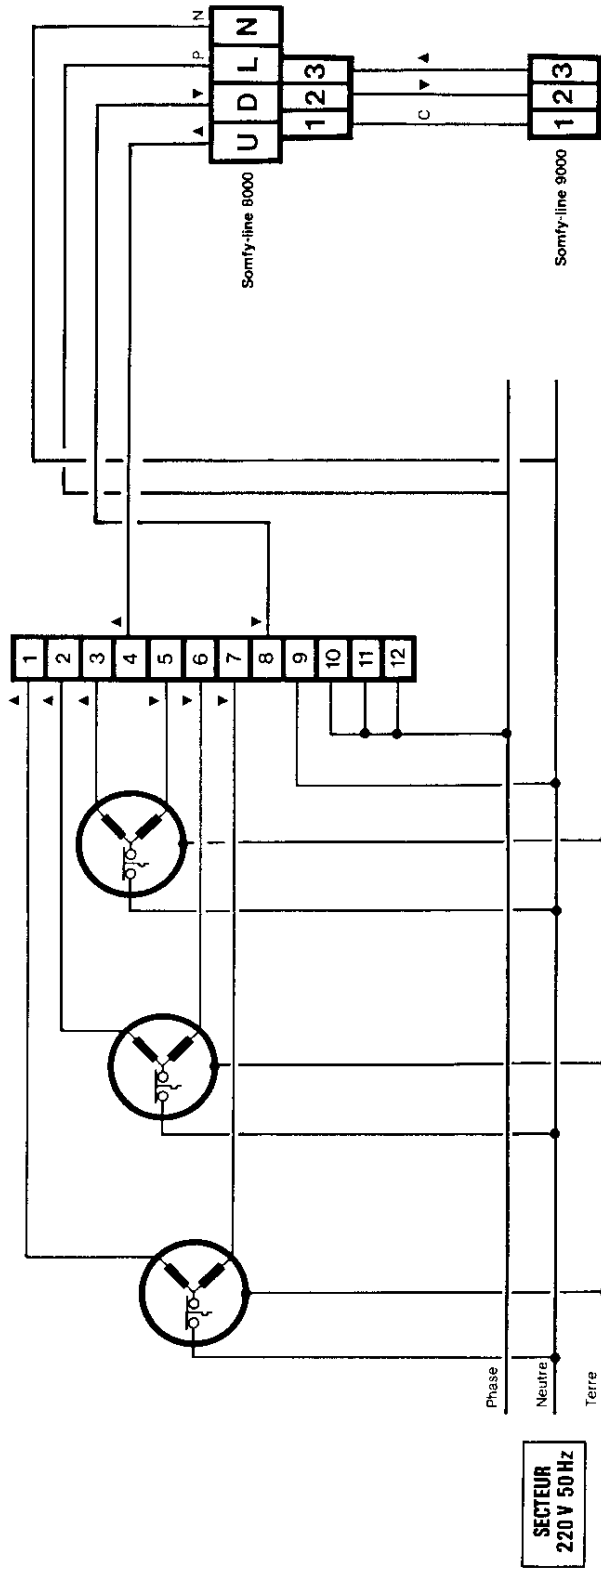 N
P
U D L N
1 2 3
Somfy-line 8000
C
1 2 3
Somfy-line 9000
1
2
3
4
5
6
7
8
9
10
11
12
Phase
Neutre
Terre
SECTEUR
220 V 50 Hz